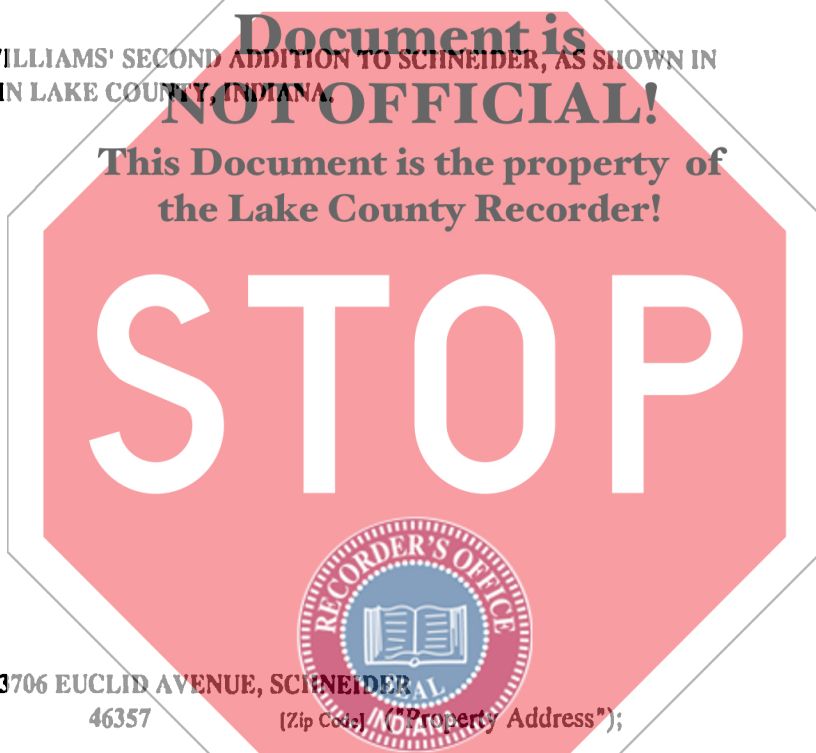 Document is
ILLIAMS' SECOND ADDITION TO SCHNEIDER, AS SHOWN IN
IN LAKE COUNTY, INDIANA.
NOT OFFICIAL!
This Document is the property of
the Lake County Recorder!
STOP
RECORDER'S OFFICE
SEAL
INDIANA
3706 EUCLID AVENUE, SCHNEIDER
46357 [Zip Code] ("Property Address");